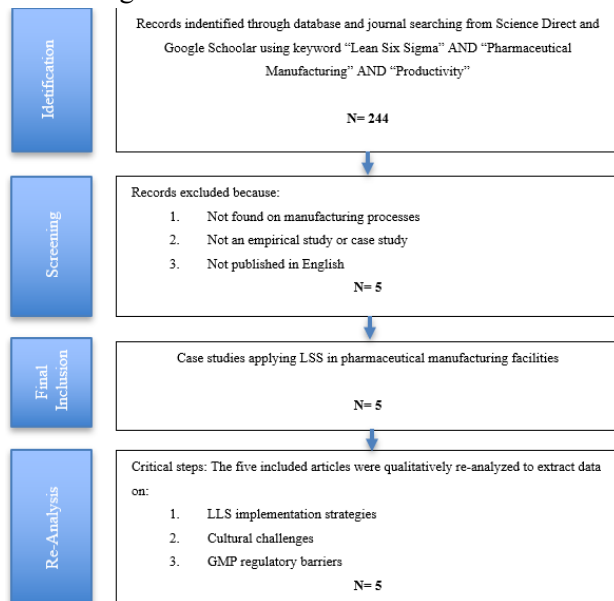 Identification
Records indentified through database and journal searching from Science Direct and
Google Schoolar using keyword “Lean Six Sigma” AND “Pharmaceutical
Manufacturing” AND “Productivity”
N= 244
Screening
Records excluded because:
1. Not found on manufacturing processes
2. Not an empirical study or case study
3. Not published in English
N= 5
Final
Inclusion
Case studies applying LSS in pharmaceutical manufacturing facilities
N= 5
Re-Analysis
Critical steps: The five included articles were qualitatively re-analyzed to extract data
on:
1. LLS implementation strategies
2. Cultural challenges
3. GMP regulatory barriers
N= 5